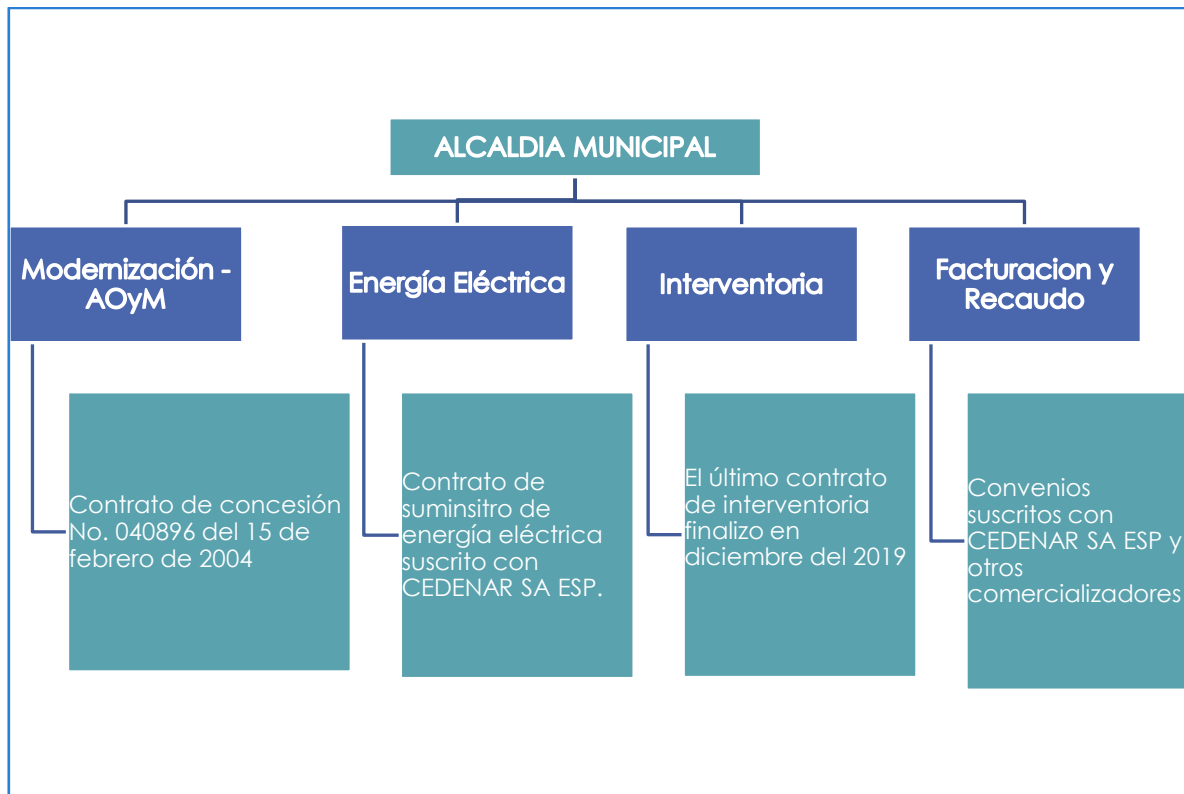 ALCALDIA MUNICIPAL
Modernización -
AOyM
Energía Eléctrica
Interventoria
Facturacion y
Recaudo
Contrato de concesión
No. 040896 del 15 de
febrero de 2004
Contrato de
suminsitro de
energía eléctrica
suscrito con
CEDENAR SA ESP.
El último contrato
de interventoria
finalizo en
diciembre del 2019
Convenios
suscritos con
CEDENAR SA ESP y
otros
comercializadores